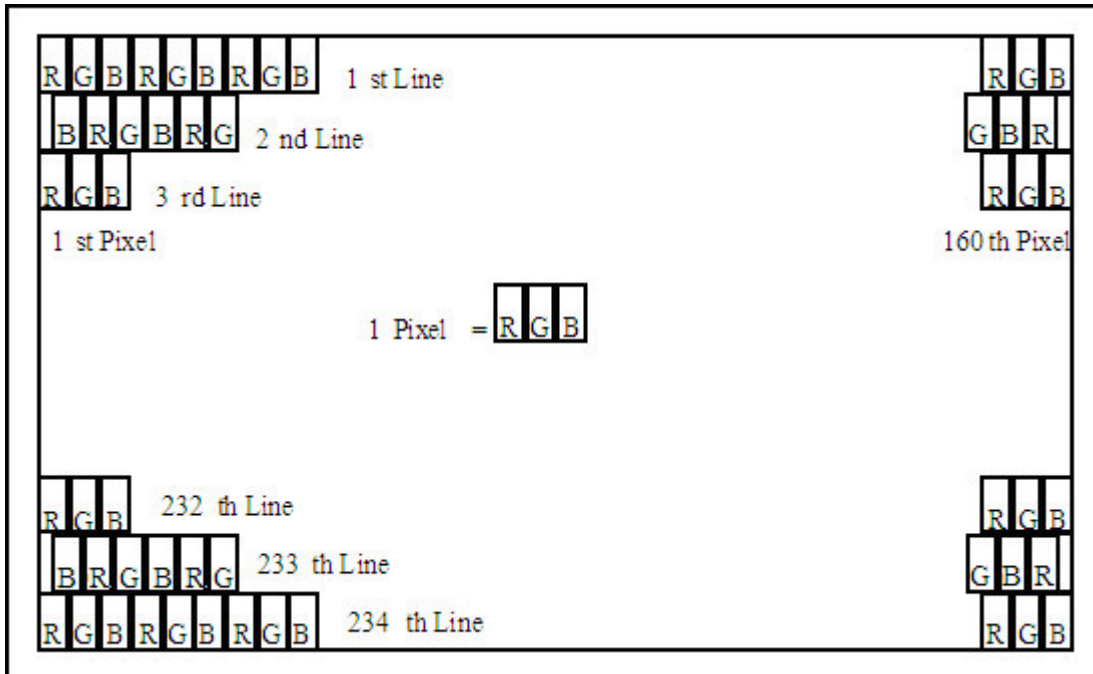 R G B R G B R G B 1 st Line R G B
B R G B R G 2 nd Line G B R
R G B 3 rd Line R G B
1 st Pixel 160 th Pixel
1 Pixel = R G B
R G B 232 th Line R G B
B R G B R G 233 th Line G B R
R G B R G B R G B 234 th Line R G B